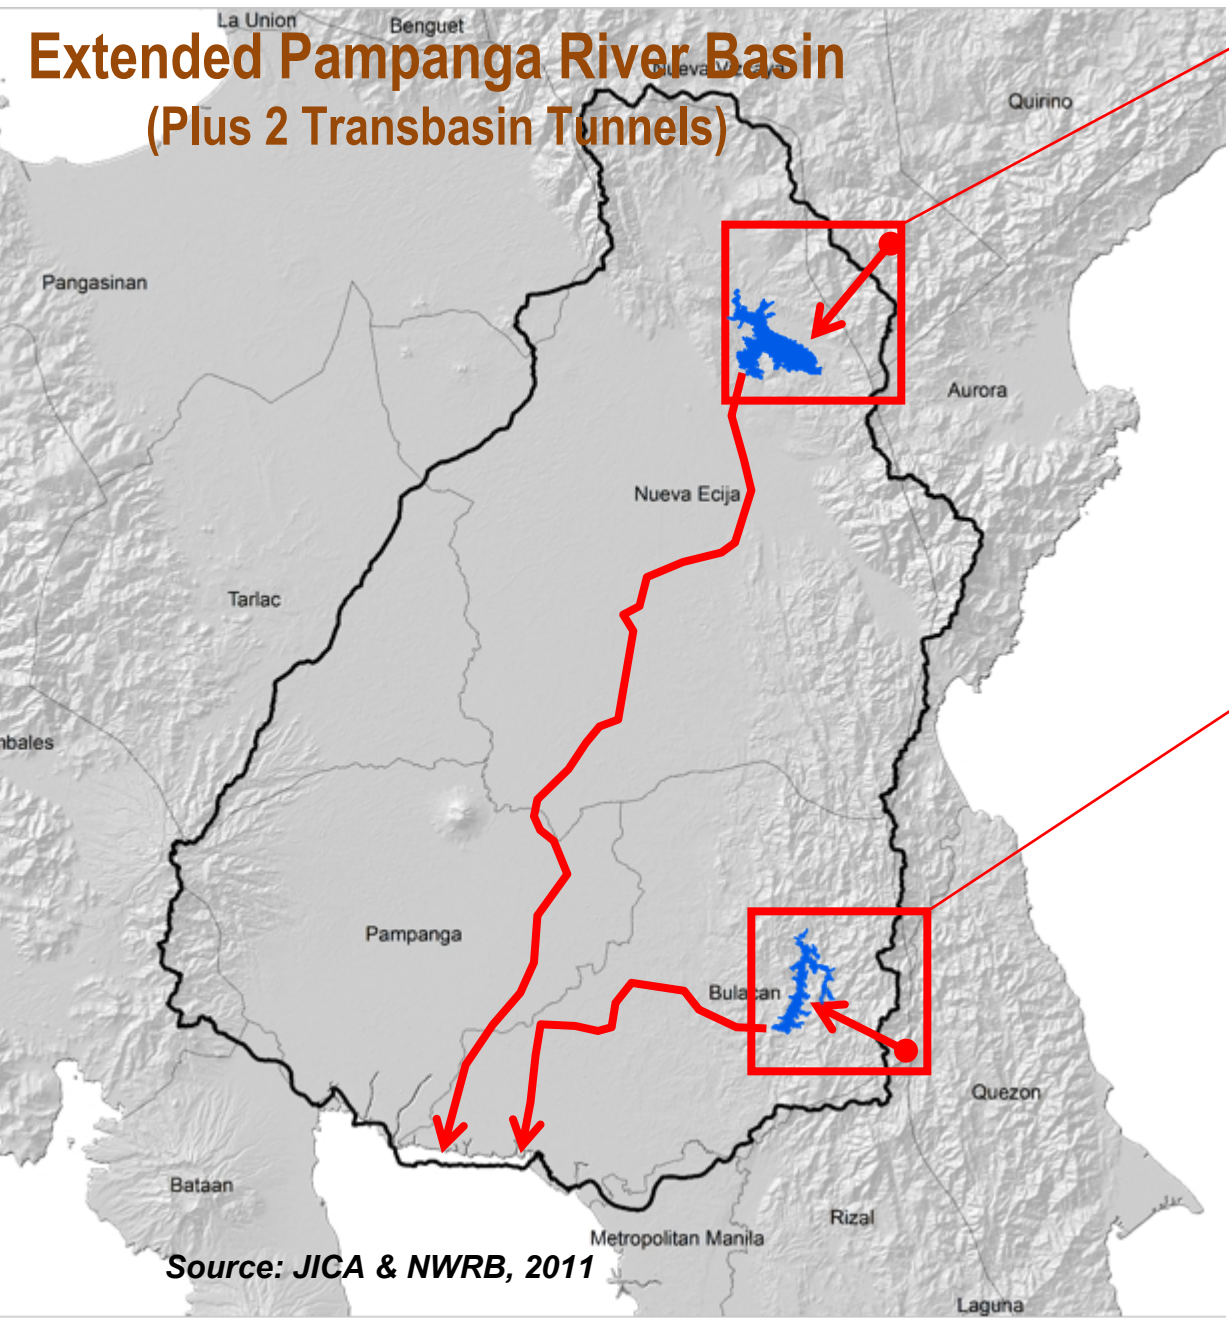 La Union
Benguet
Extended Pampanga River Basin
Nueva Vizcaya
(Plus 2 Transbasin Tunnels)
Quirino
Pangasinan
Aurora
Nueva Ecija
Tarlac
nbales
Pampanga
Bulacan
Quezon
Bataan
Rizal
Metropolitan Manila
Source: JICA & NWRB, 2011
Laguna